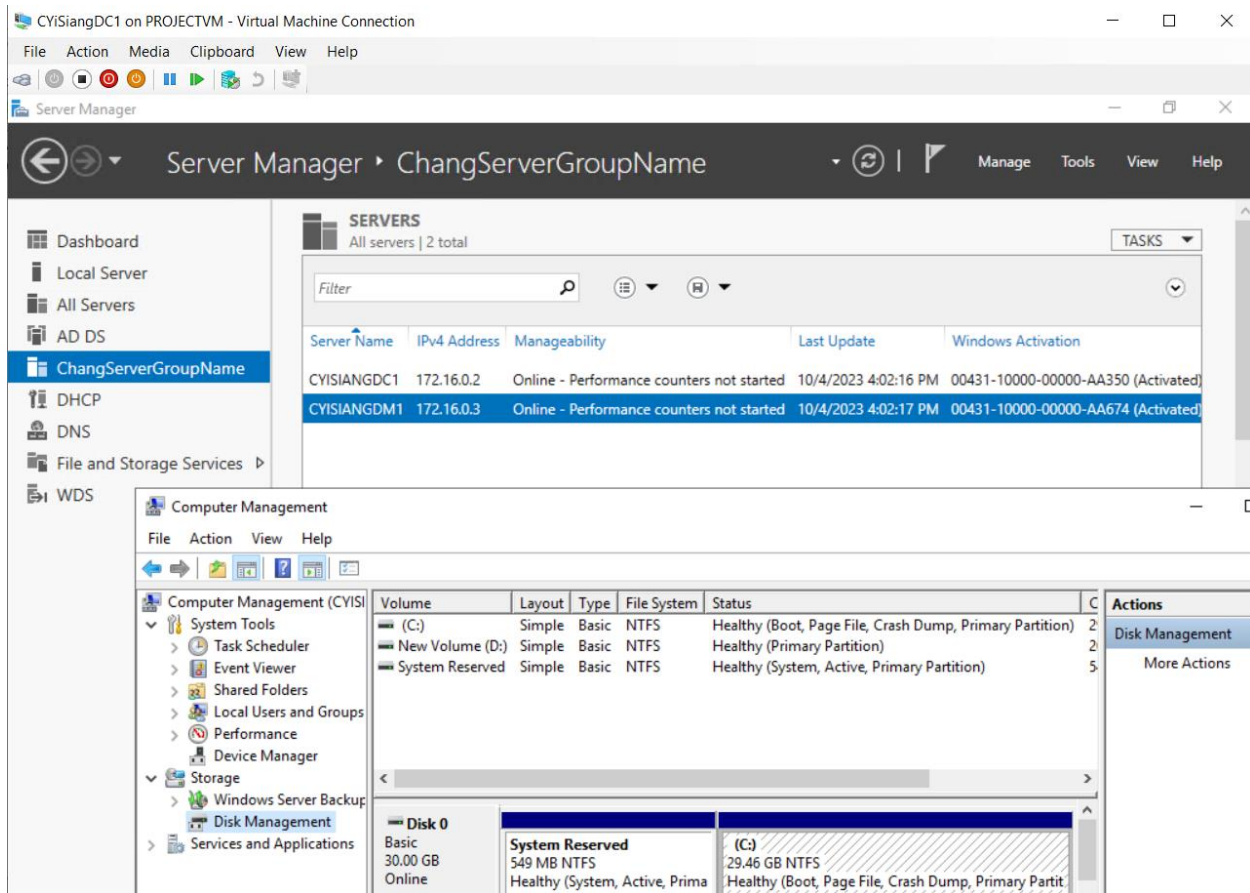 CYiSiangDC1 on PROJECTVM - Virtual Machine Connection
File Action Media Clipboard View Help
Server Manager
Server Manager ‣ ChangServerGroupName
Manage Tools View Help
Dashboard
Local Server
All Servers
AD DS
ChangServerGroupName
DHCP
DNS
File and Storage Services
WDS
SERVERS
All servers | 2 total
TASKS
Filter
Server Name IPv4 Address Manageability Last Update Windows Activation
CYISIANGDC1 172.16.0.2 Online - Performance counters not started 10/4/2023 4:02:16 PM 00431-10000-00000-AA350 (Activated)
CYISIANGDM1 172.16.0.3 Online - Performance counters not started 10/4/2023 4:02:17 PM 00431-10000-00000-AA674 (Activated)
Computer Management
File Action View Help
Computer Management (CYISI
System Tools
Task Scheduler
Event Viewer
Shared Folders
Local Users and Groups
Performance
Device Manager
Storage
Windows Server Backup
Disk Management
Services and Applications
Volume Layout Type File System Status C
(C:) Simple Basic NTFS Healthy (Boot, Page File, Crash Dump, Primary Partition)
New Volume (D:) Simple Basic NTFS Healthy (Primary Partition)
System Reserved Simple Basic NTFS Healthy (System, Active, Primary Partition)
Actions
Disk Management
More Actions
Disk 0
Basic
30.00 GB
Online
System Reserved
549 MB NTFS
Healthy (System, Active, Prima
(C:)
29.46 GB NTFS
Healthy (Boot, Page File, Crash Dump, Primary Partit